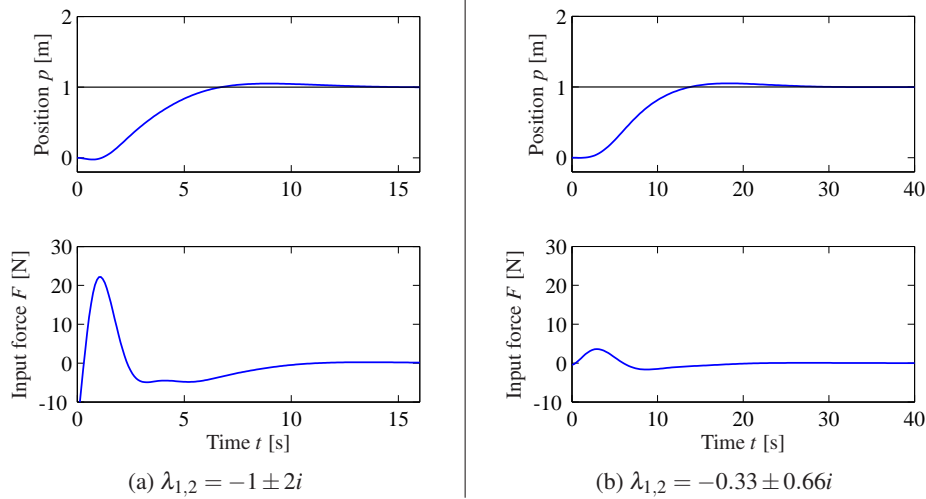 2
1
0
Position p [m]
0 5 10 15
30
20
10
0
-10
Input force F [N]
0 5 10 15
Time t [s]
(a) λ1,2 = −1 ± 2i
2
1
0
Position p [m]
0 10 20 30 40
30
20
10
0
-10
Input force F [N]
0 10 20 30 40
Time t [s]
(b) λ1,2 = −0.33 ± 0.66i